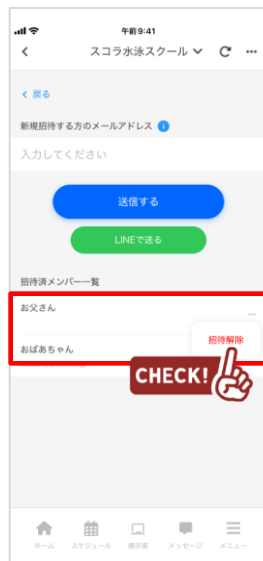 午前9:41
スコラ水泳スクール
戻る
新規招待する方のメールアドレス
入力してください
送信する
LINEで送る
招待済メンバー一覧
お父さん
招待解除
おばあちゃん
CHECK!
ホーム スケジュール 掲示板 メッセージ メニュー